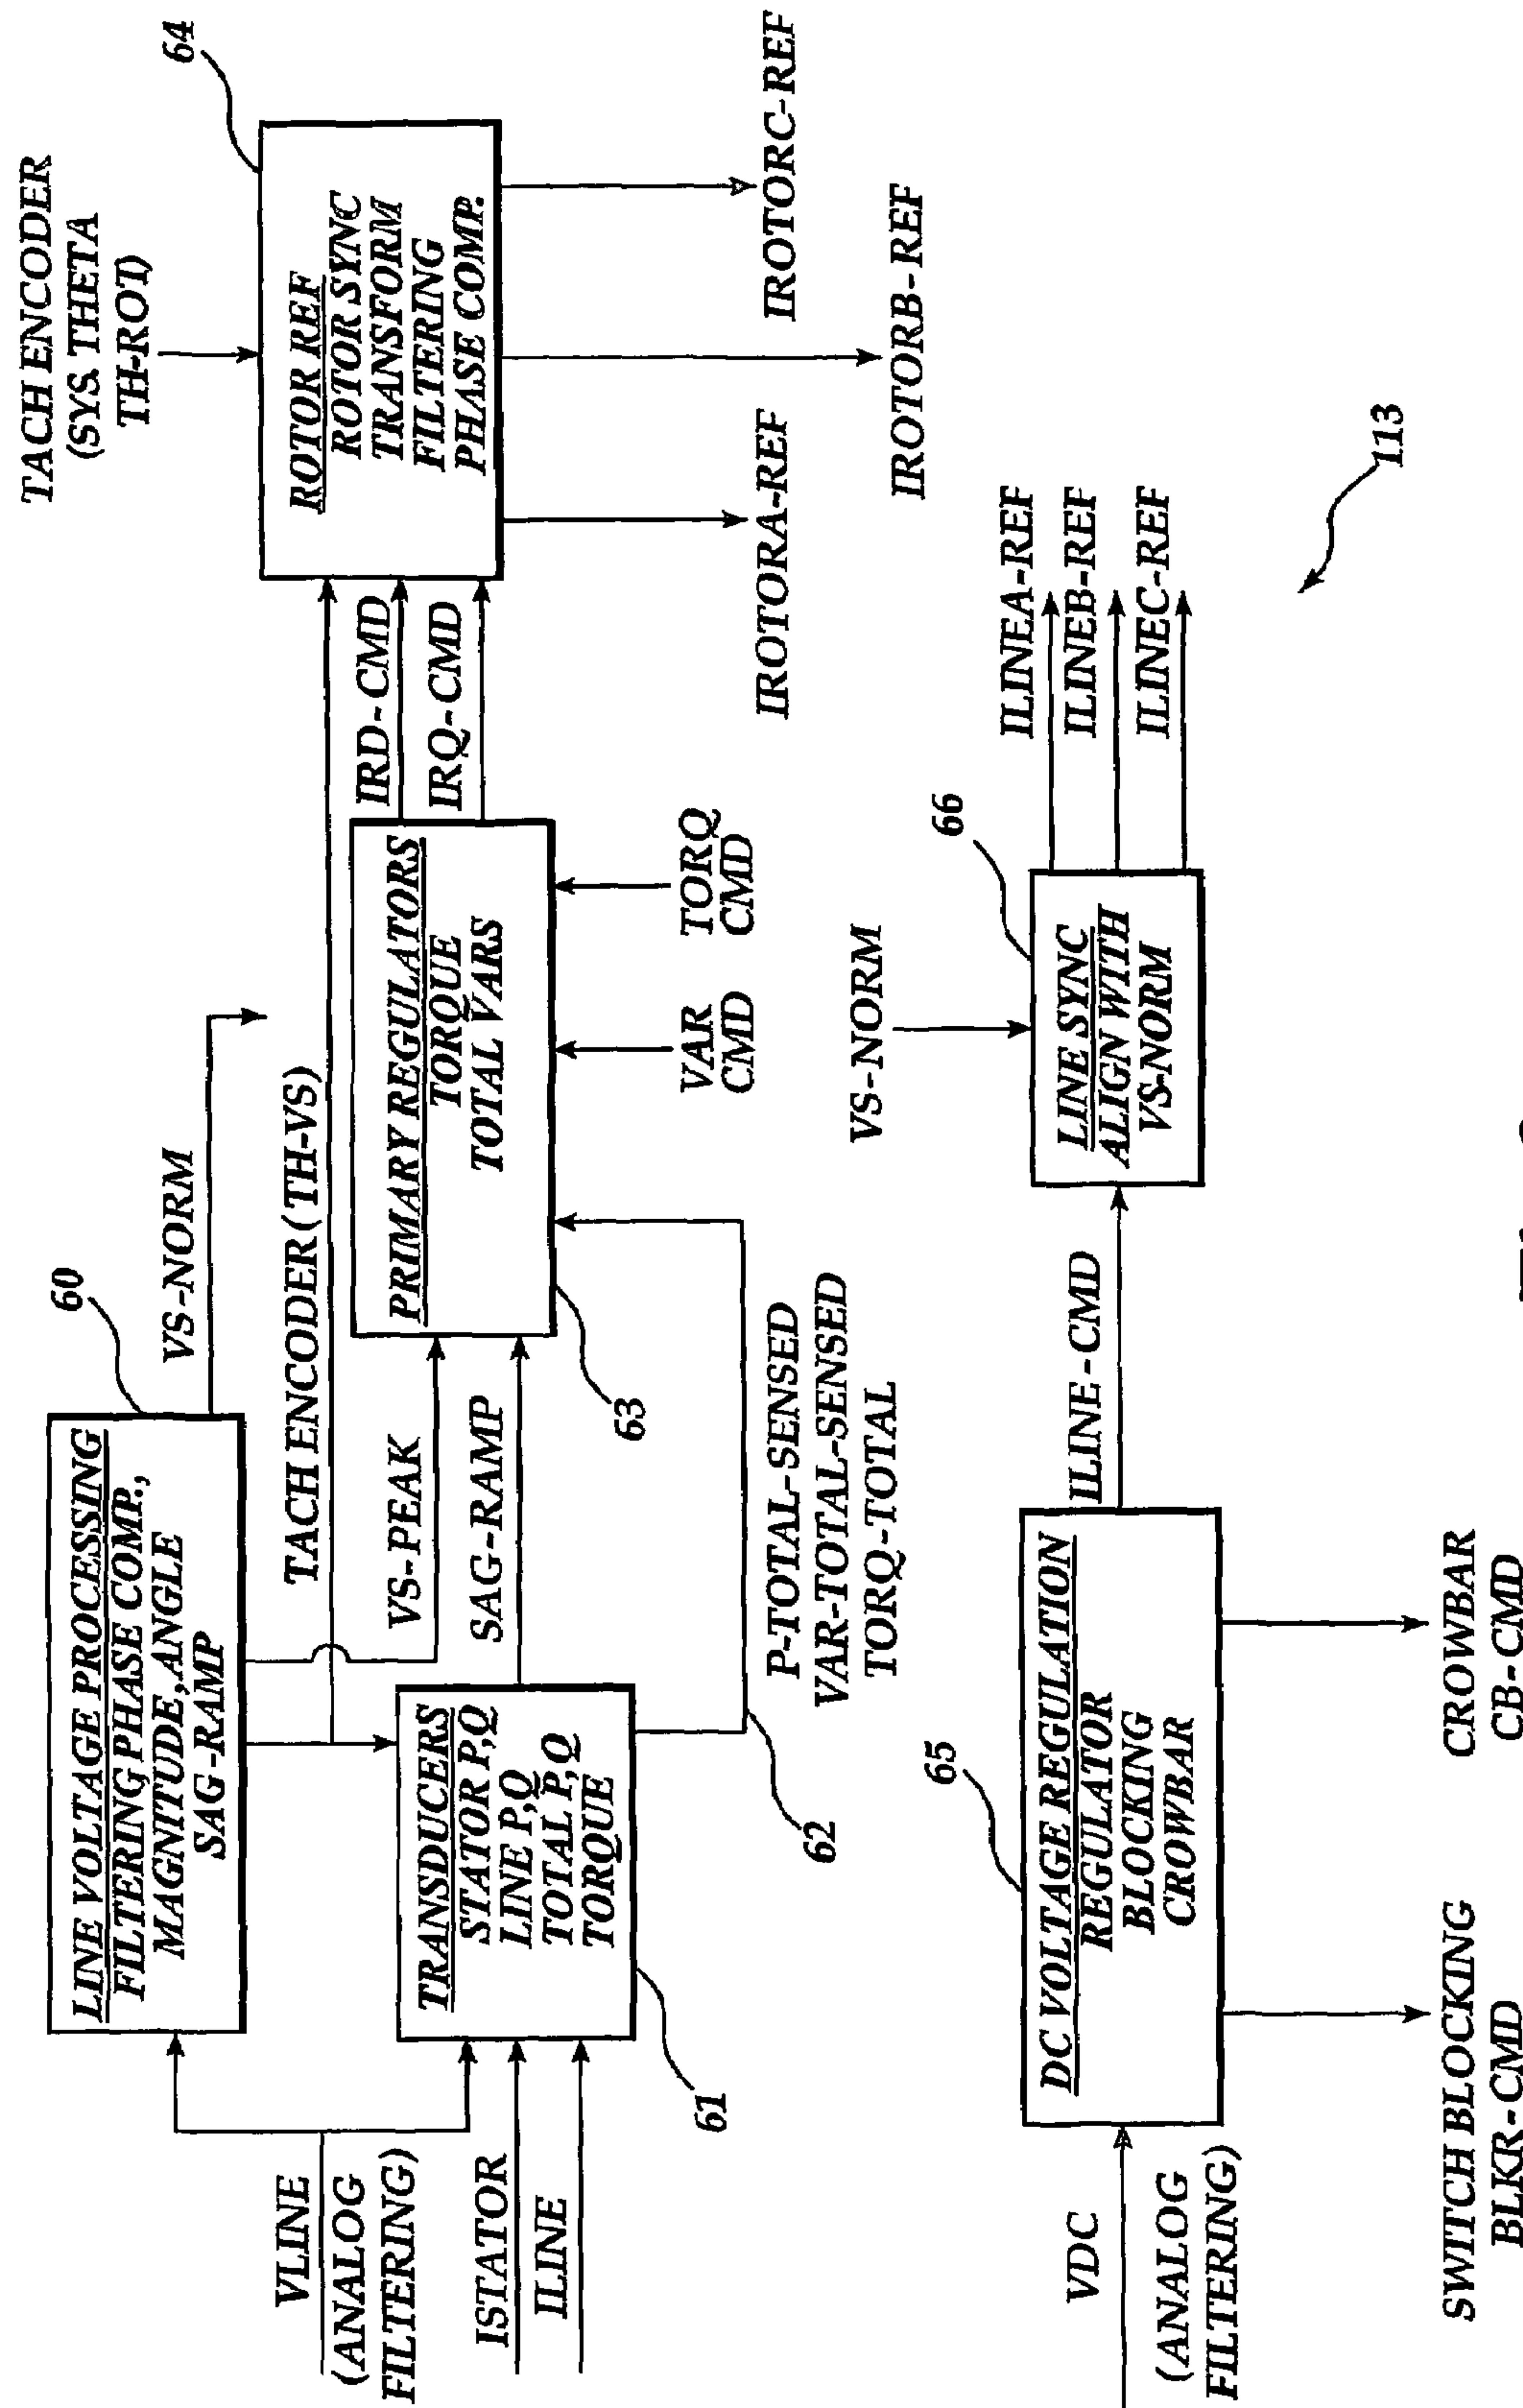 LINE VOLTAGE PROCESSING
FILTERING PHASE COMP.,
MAGNITUDE, ANGLE
SAG-RAMP
60
VS-NORM
TACH ENCODER (TH-VS)
VLINE
(ANALOG
FILTERING)
ISTATOR
ILINE
TRANSDUCERS
STATOR P,Q
LINE P,Q
TOTAL P,Q
TORQUE
61
VS-PEAK
SAG-RAMP
62
P-TOTAL-SENSED
VAR-TOTAL-SENSED
TORQ-TOTAL
PRIMARY REGULATORS
TORQUE
TOTAL VARS
63
VAR
CMD
TORQ
CMD
IRD-CMD
IRQ-CMD
TACH ENCODER
(SYS. THETA
TH-ROT)
64
ROTOR REF
ROTOR SYNC
TRANSFORM
FILTERING
PHASE COMP.
IROTORA-REF
IROTORB-REF
IROTORC-REF
VDC
(ANALOG
FILTERING)
65
DC VOLTAGE REGULATION
REGULATOR
BLOCKING
CROWBAR
SWITCH BLOCKING
BLKR-CMD
CROWBAR
CB-CMD
ILINE-CMD
VS-NORM
66
LINE SYNC
ALIGN WITH
VS-NORM
ILINEA-REF
ILINEB-REF
ILINEC-REF
113